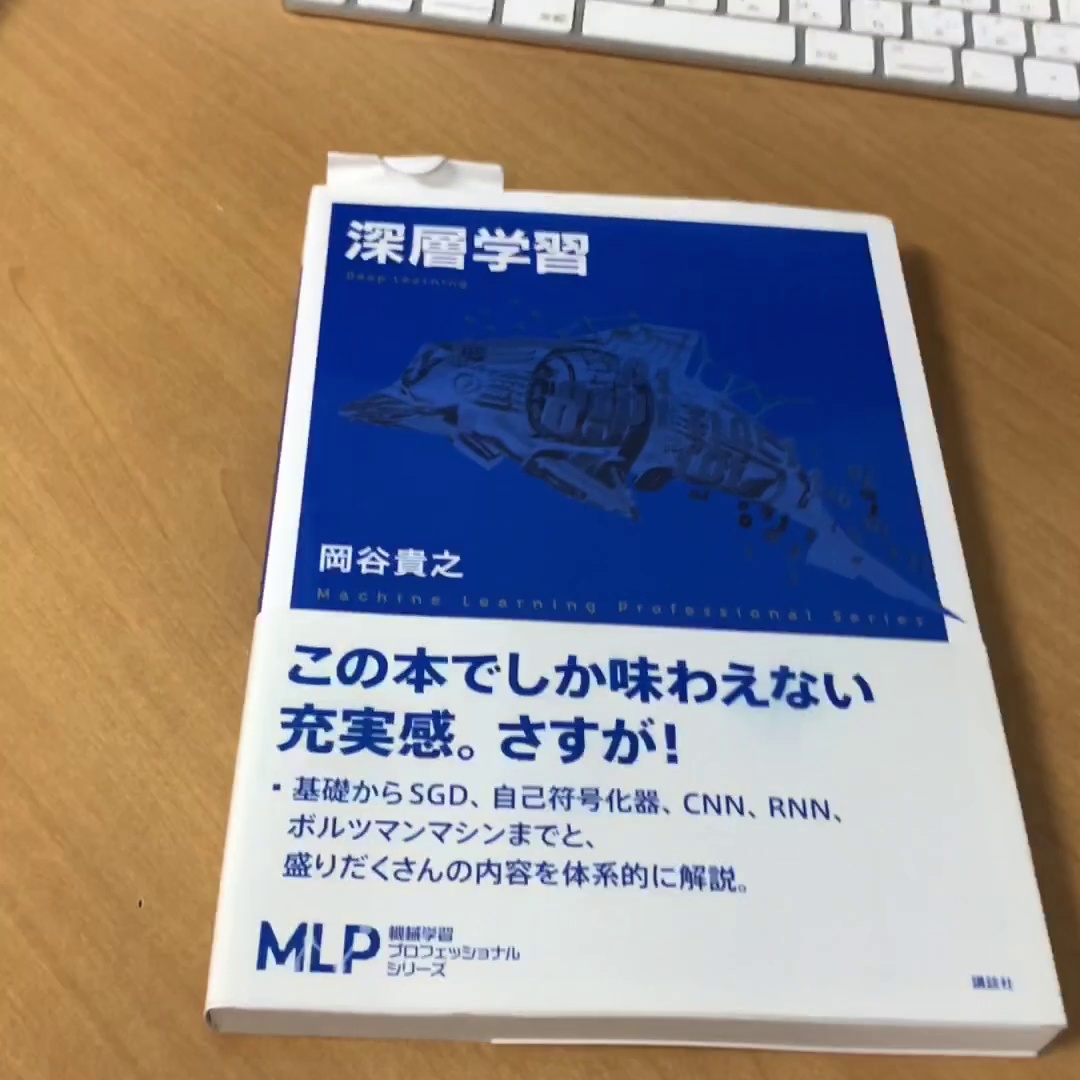 深層学習
Deep Learning
岡谷貴之
Machine Learning Professional Series
この本でしか味わえない
充実感。さすが!
▪ 基礎からSGD、自己符号化器、CNN、RNN、
ボルツマンマシンまでと、
盛りだくさんの内容を体系的に解説。
MLP
機械学習
プロフェッショナル
シリーズ
講談社